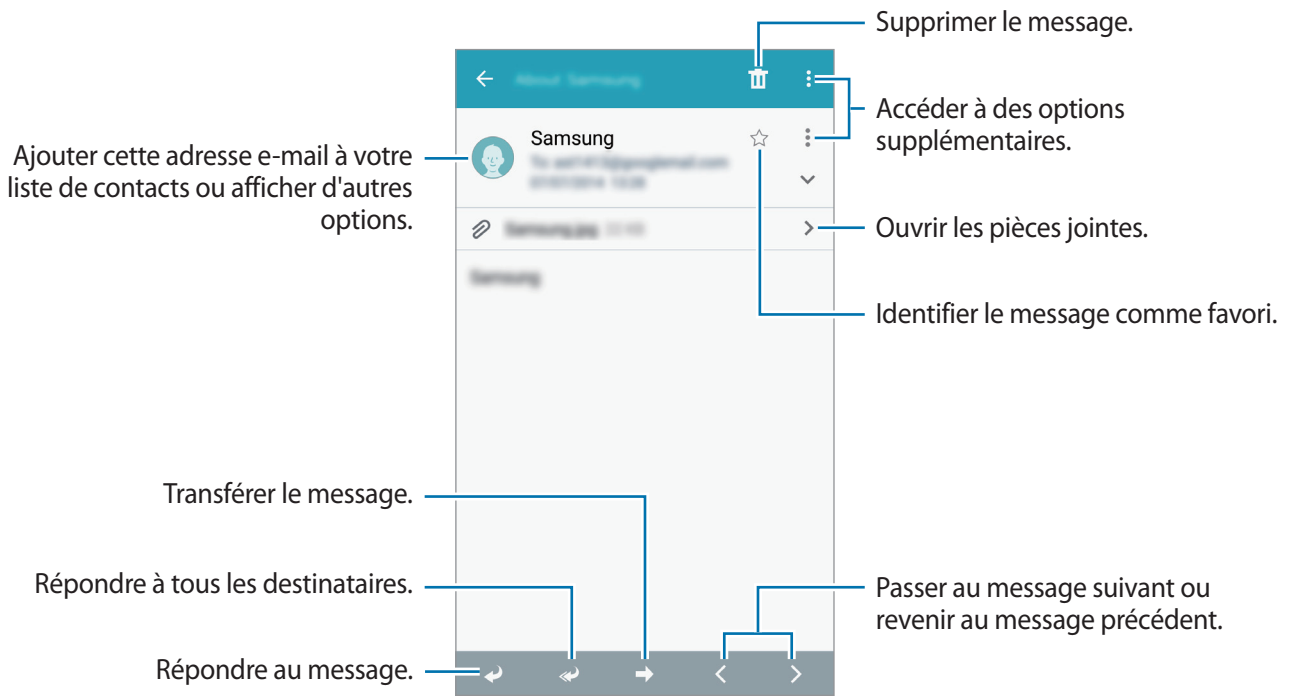 Supprimer le message.
Accéder à des options
supplémentaires.
Samsung
Ajouter cette adresse e-mail à votre
liste de contacts ou afficher d'autres
options.
Ouvrir les pièces jointes.
Identifier le message comme favori.
Transférer le message.
Répondre à tous les destinataires.
Passer au message suivant ou
revenir au message précédent.
Répondre au message.